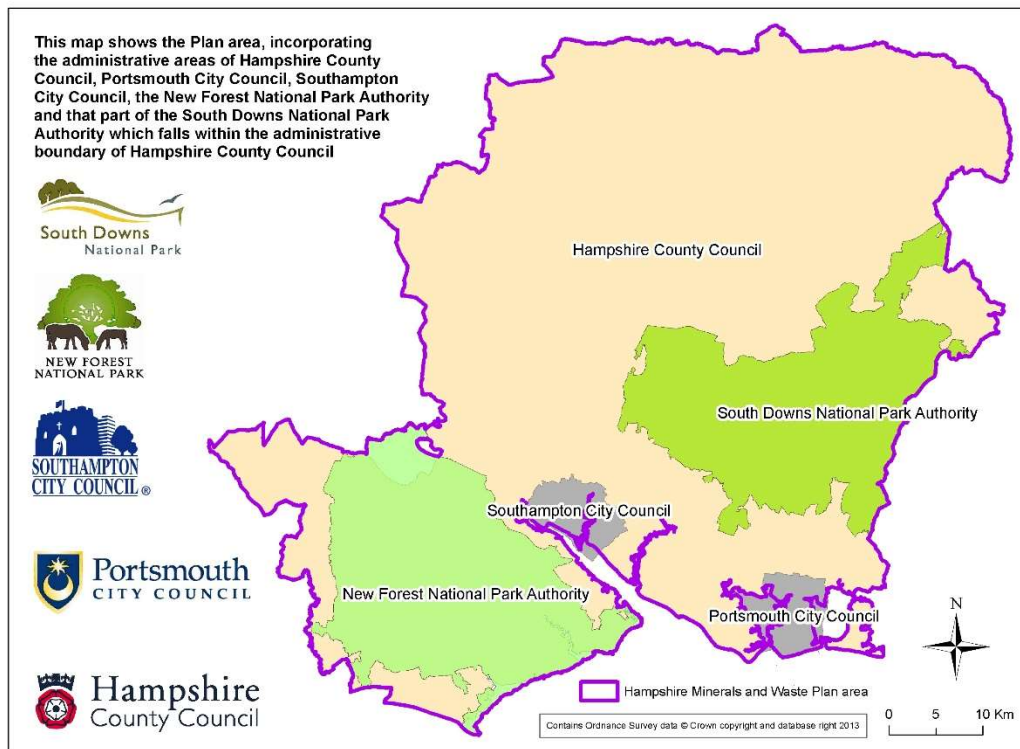 This map shows the Plan area, incorporating
the administrative areas of Hampshire County
Council, Portsmouth City Council, Southampton
City Council, the New Forest National Park Authority
and that part of the South Downs National Park
Authority which falls within the administrative
boundary of Hampshire County Council
South Downs
National Park
NEW FOREST
NATIONAL PARK
SOUTHAMPTON
CITY COUNCIL ®
Portsmouth
CITY COUNCIL
Hampshire
County Council
Hampshire County Council
South Downs National Park Authority
Southampton City Council
New Forest National Park Authority
Portsmouth City Council
N
Hampshire Minerals and Waste Plan area
Contains Ordnance Survey data © Crown copyright and database right 2013
0 5 10 Km